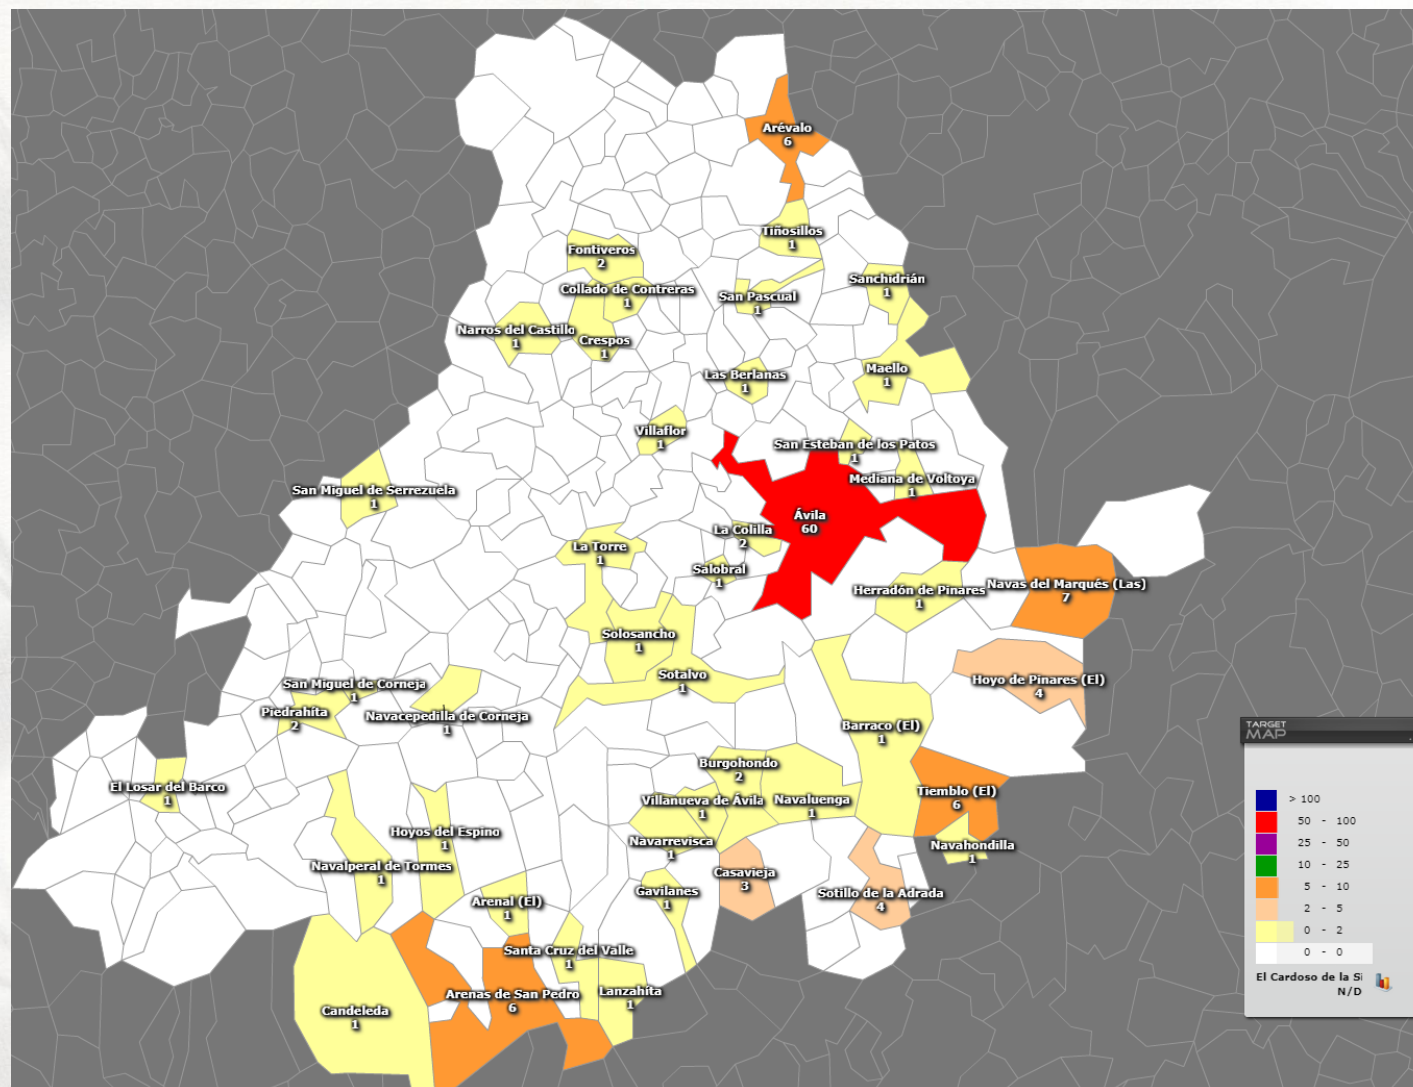 Arévalo
6
Tiñosillos
1
Fontiveros
2
Sanchidrián
1
Collado de Contreras
1
San Pascual
1
Narros del Castillo
1
Crespos
1
Las Berlanas
1
Maello
1
Villaflor
1
San Esteban de los Patos
1
Mediana de Voltoya
1
San Miguel de Serrezuela
1
Ávila
60
La Colilla
2
La Torre
1
Salobral
1
Herradón de Pinares
1
Navas del Marqués (Las)
7
Solosancho
1
Sotalvo
1
Hoyo de Pinares (El)
4
San Miguel de Corneja
1
Piedrahíta
2
Navacepedilla de Corneja
1
Barraco (El)
1
El Losar del Barco
1
Burgohondo
2
Villanueva de Ávila
1
Navaluenga
1
Tiemblo (El)
6
Hoyos del Espino
1
Navarrevisca
1
Navahondilla
1
Navalperal de Tormes
1
Casavieja
3
Gavilanes
1
Sotillo de la Adrada
4
Arenal (El)
1
Santa Cruz del Valle
1
Arenas de San Pedro
6
Lanzahíta
1
Candeleda
1
TARGET
MAP
> 100
50 - 100
25 - 50
10 - 25
5 - 10
2 - 5
0 - 2
0 - 0
El Cardoso de la Si
N/D